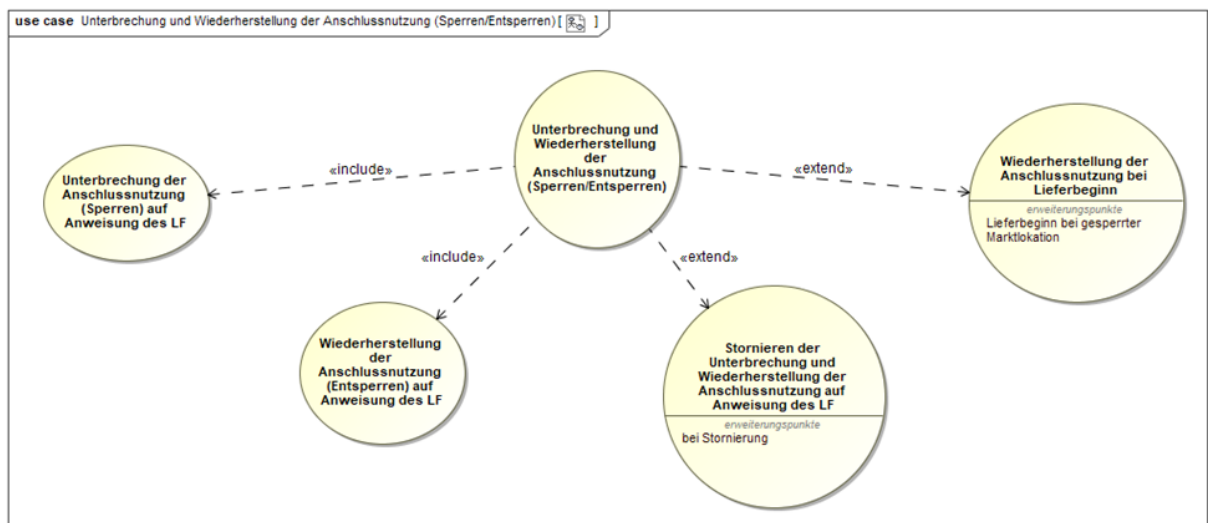 use case Unterbrechung und Wiederherstellung der Anschlussnutzung (Sperren/Entsperren) [ ]
Unterbrechung und
Wiederherstellung
der
Anschlussnutzung
(Sperren/Entsperren)
«include»
Unterbrechung der
Anschlussnutzung
(Sperren) auf
Anweisung des LF
«extend»
Wiederherstellung der
Anschlussnutzung bei
Lieferbeginn
erweiterungspunkte
Lieferbeginn bei gesperrter
Marktlokation
«include»
Wiederherstellung
der
Anschlussnutzung
(Entsperren) auf
Anweisung des LF
«extend»
Stornieren der
Unterbrechung und
Wiederherstellung der
Anschlussnutzung auf
Anweisung des LF
erweiterungspunkte
bei Stornierung